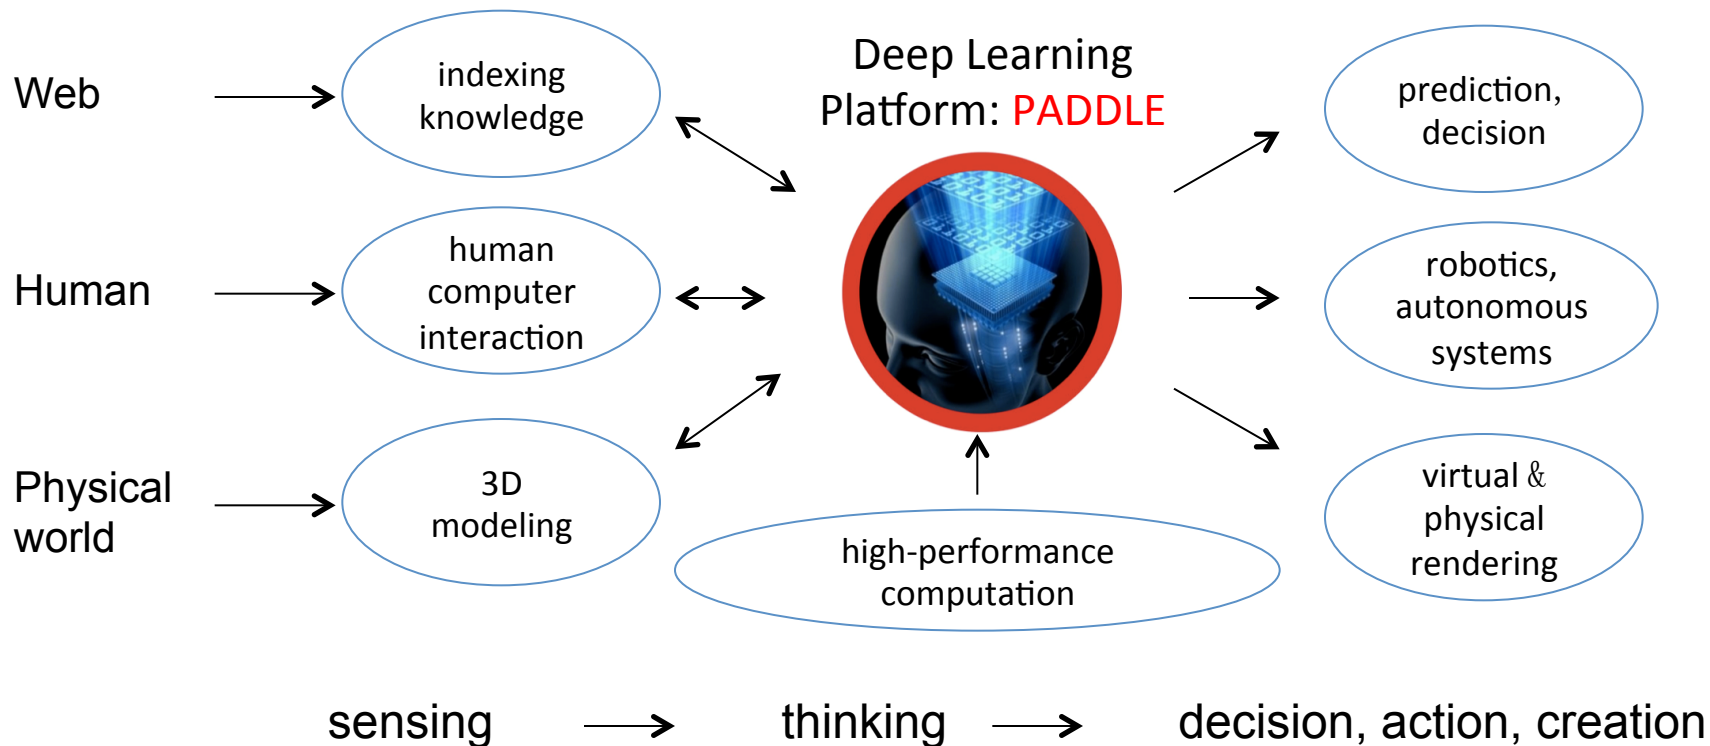 Deep Learning
Platform: PADDLE
Web
indexing
knowledge
prediction,
decision
Human
human
computer
interaction
robotics,
autonomous
systems
Physical
world
3D
modeling
high-performance
computation
virtual &
physical
rendering
sensing
thinking
decision, action, creation